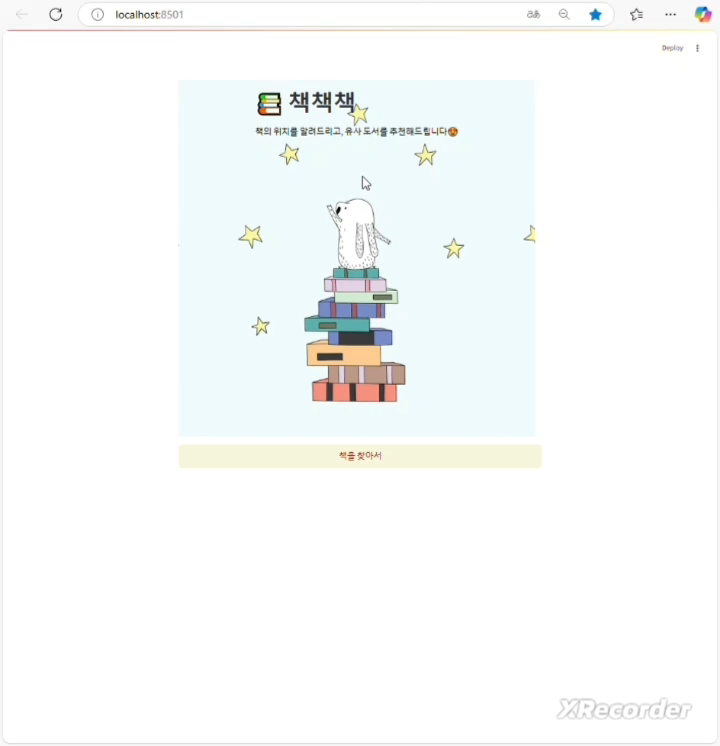 localhost:8501
Deploy
책책책
책의 위치를 알려드리고, 유사 도서를 추천해드립니다😍
책을 찾아서
XRecorder